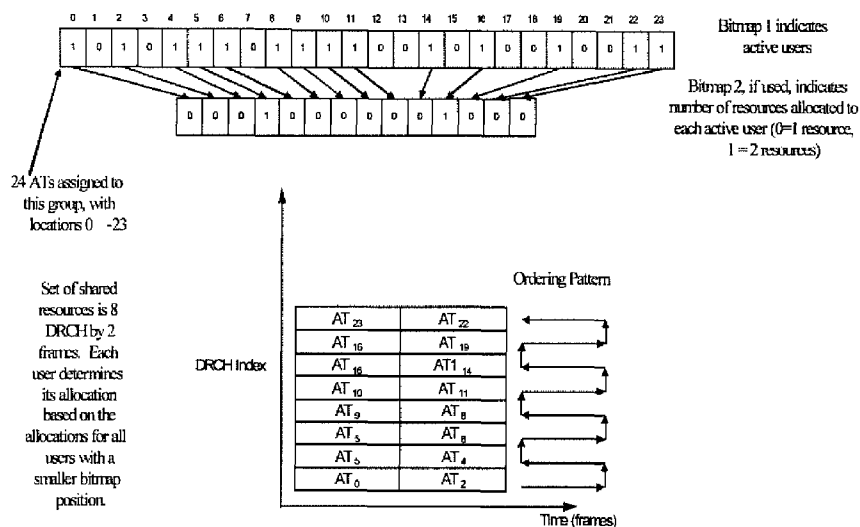 0 1 2 3 4 5 6 7 8 9 10 11 12 13 14 15 16 17 18 19 20 21 22 23
1 0 1 0 1 1 1 0 1 1 1 1 0 0 1 0 1 0 0 1 0 0 1 1
Bitmap 1 indicates
active users
0 0 0 1 0 0 0 0 0 0 1 0 0 0
Bitmap 2, if used, indicates
number of resources allocated to
each active user (0=1 resource,
1 = 2 resources)
24 ATs assigned to
this group, with
locations 0 -23
Set of shared
resources is 8
DRCH by 2
frames. Each
user determines
its allocation
based on the
allocations for all
users with a
smaller bitmap
position.
DRCH Index
Ordering Pattern
AT23 AT22
AT16 AT19
AT16 AT114
AT10 AT11
AT9 AT8
AT5 AT6
AT5 AT4
AT0 AT2
Time (frames)